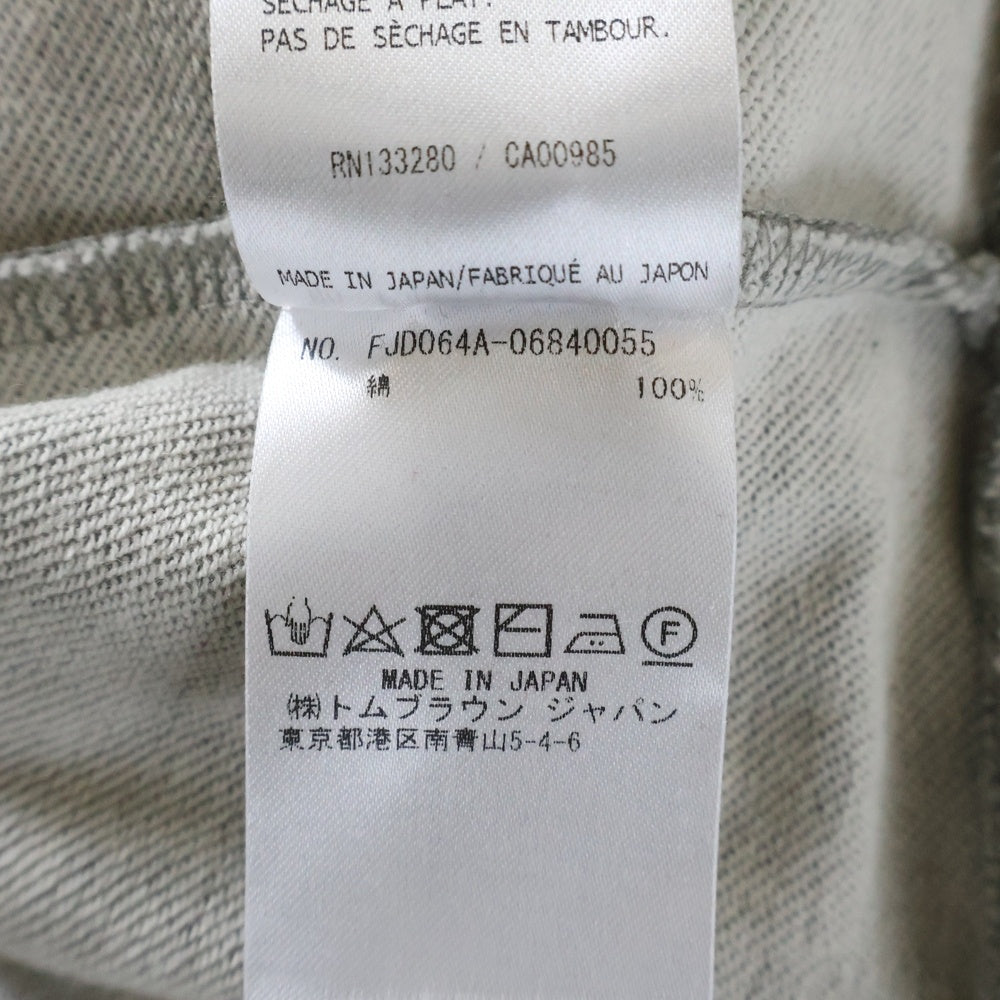 SÉCHAGE À PLAT.
PAS DE SÈCHAGE EN TAMBOUR.
RN133280 / CA00985
MADE IN JAPAN/FABRIQUÉ AU JAPON
NO. FJD064A-06840055
綿 100%
F
MADE IN JAPAN
㈱トムブラウン ジャパン
東京都港区南青山5-4-6